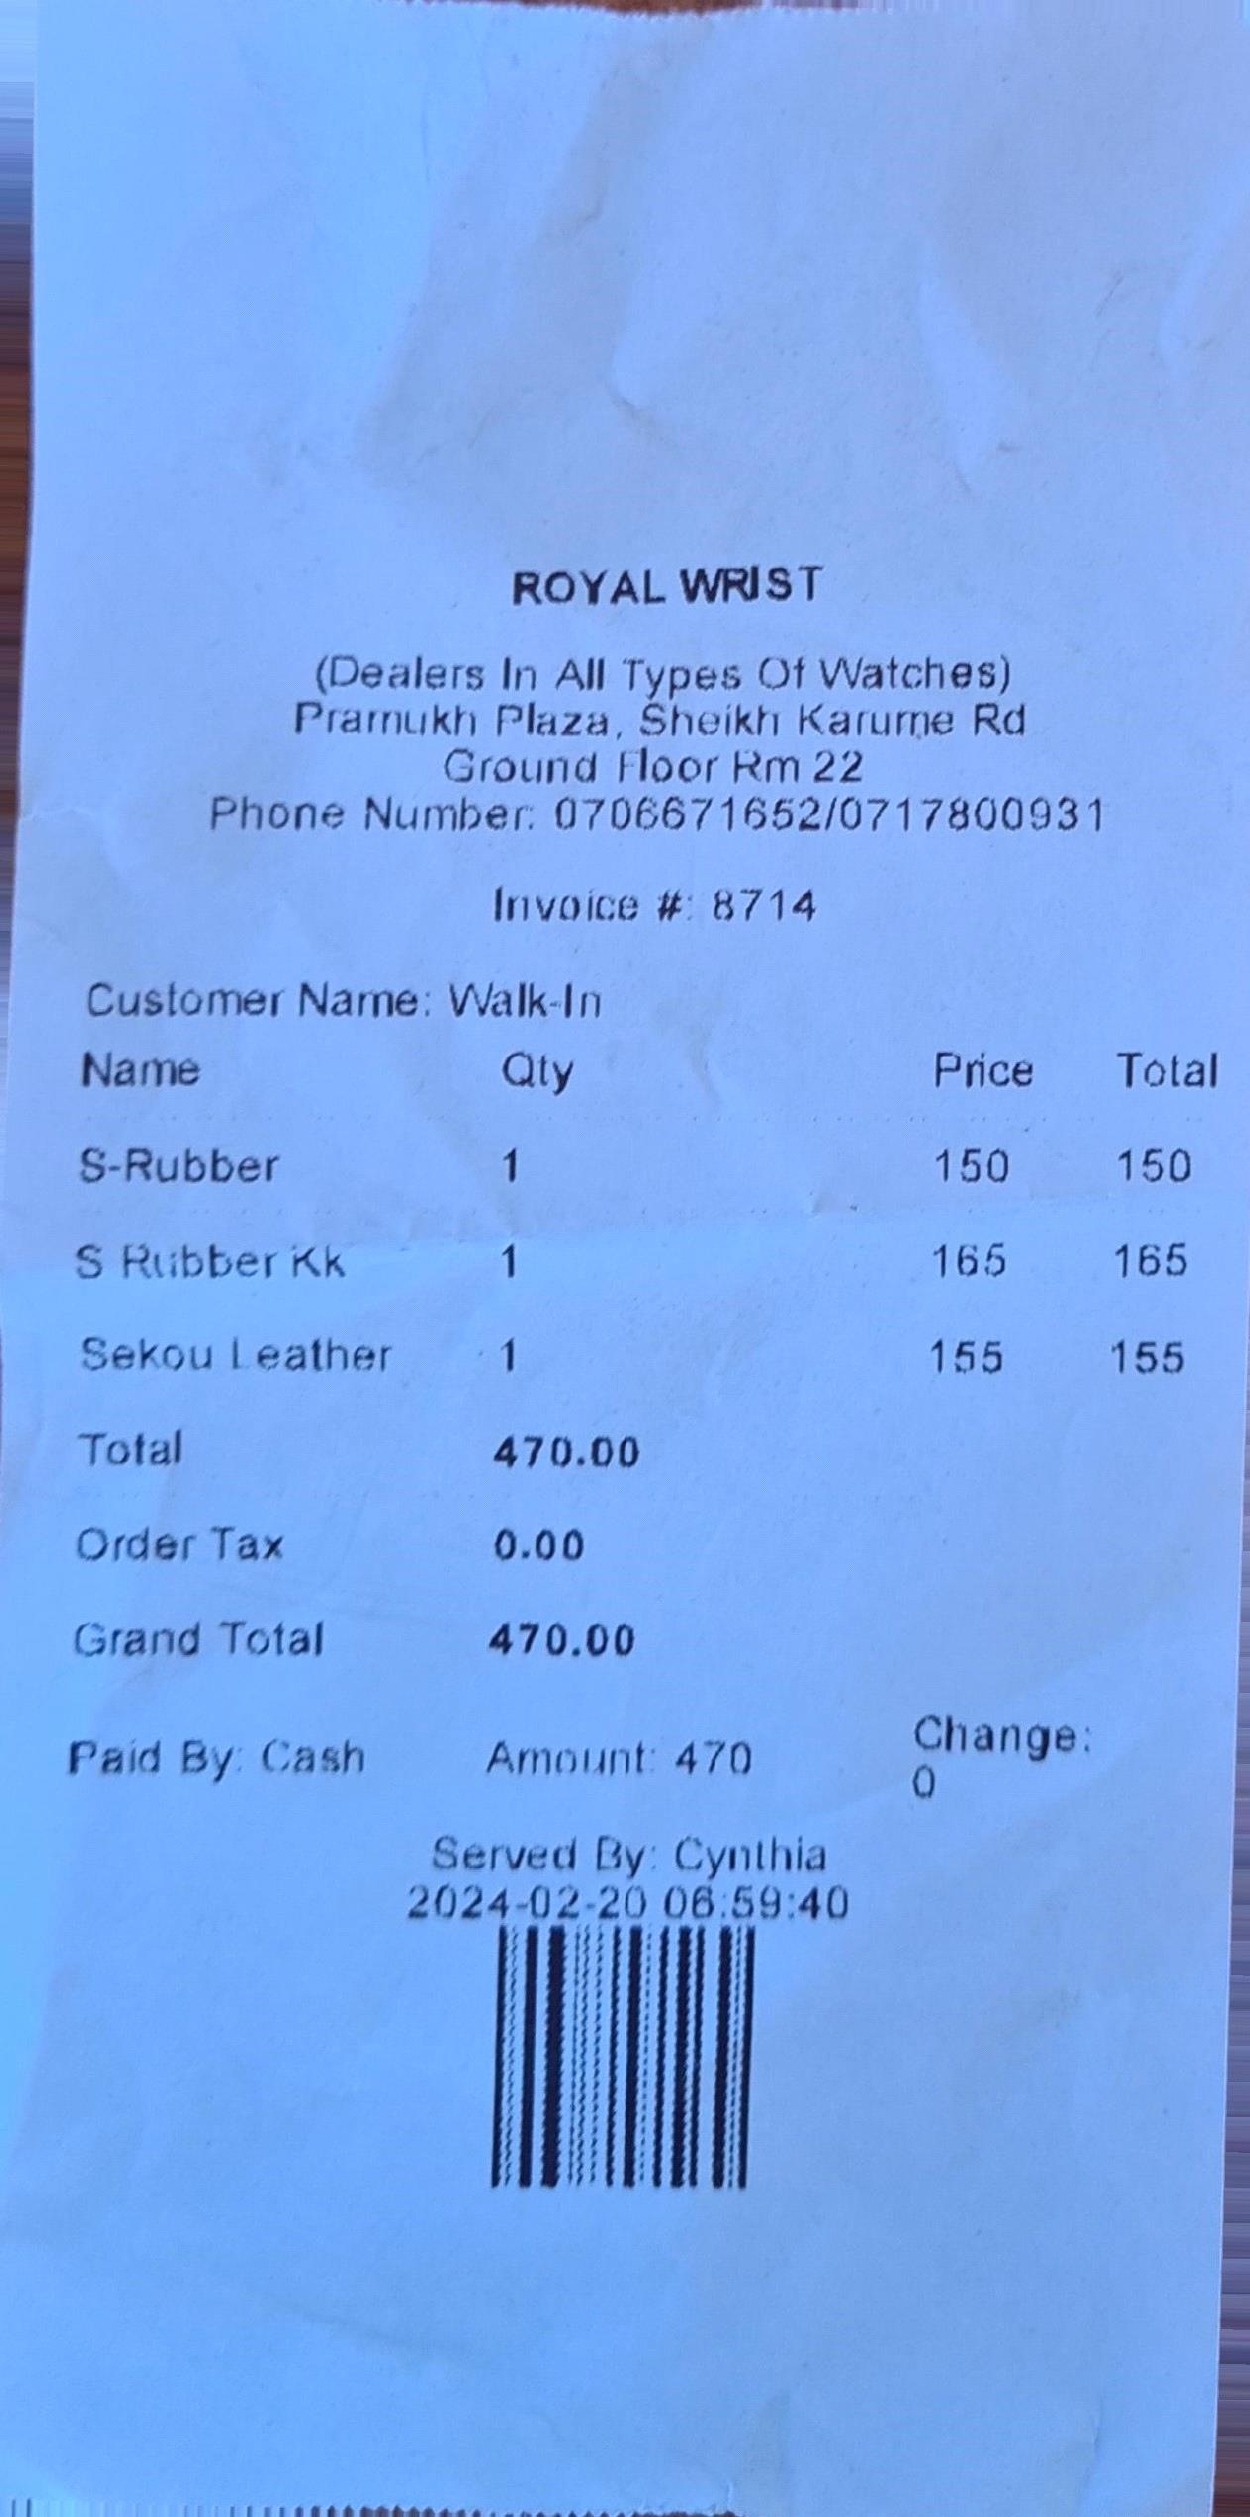 ROYAL WRIST
(Dealers In All Types Of Watches)
Pramukh Plaza, Sheikh Karume Rd
Ground Floor Rm 22
Phone Number: 0706671652/0717800931
Invoice #: 8714
Customer Name: Walk-In
Name Qty Price Total
S-Rubber 1 150 150
S Rubber Kk 1 165 165
Sekou Leather 1 155 155
Total 470.00
Order Tax 0.00
Grand Total 470.00
Paid By: Cash Amount: 470 Change: 0
Served By: Cynthia
2024-02-20 06:59:40